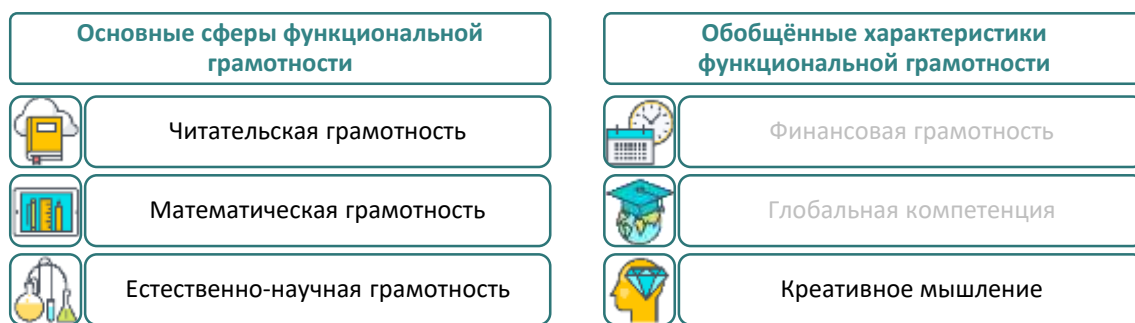 Основные сферы функциональной
грамотности
Читательская грамотность
Математическая грамотность
Естественно-научная грамотность
Обобщённые характеристики
функциональной грамотности
Финансовая грамотность
Глобальная компетенция
Креативное мышление